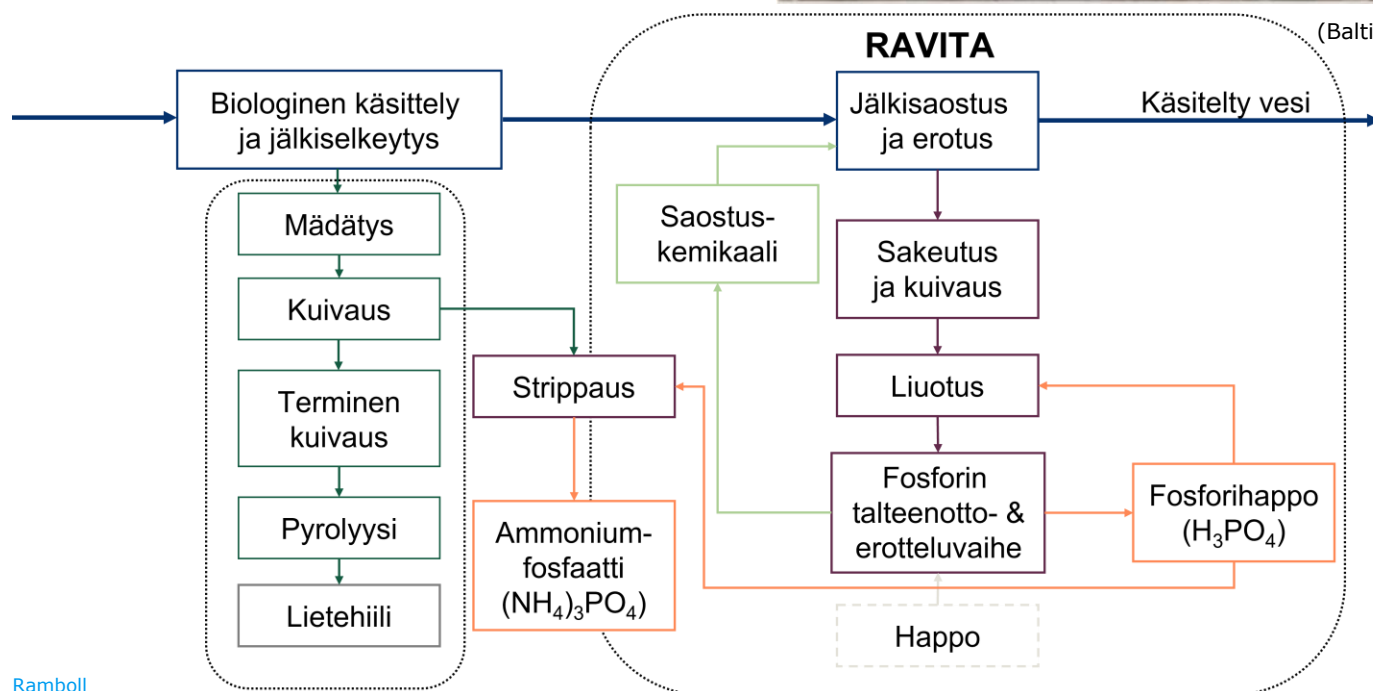 (Balti
RAVITA
Biologinen käsittely
ja jälkiselkeytys
Jälkisaostus
ja erotus
Käsitelty vesi
Mädätys
Saostus-
kemikaali
Sakeutus
ja kuivaus
Kuivaus
Strippaus
Liuotus
Terminen
kuivaus
Fosforin
talteenotto- &
erotteluvaihe
Fosforihappo
(H₃PO₄)
Pyrolyysi
Ammonium-
fosfaatti
(NH₄)₃PO₄)
Lietehiili
Happo
Ramboll